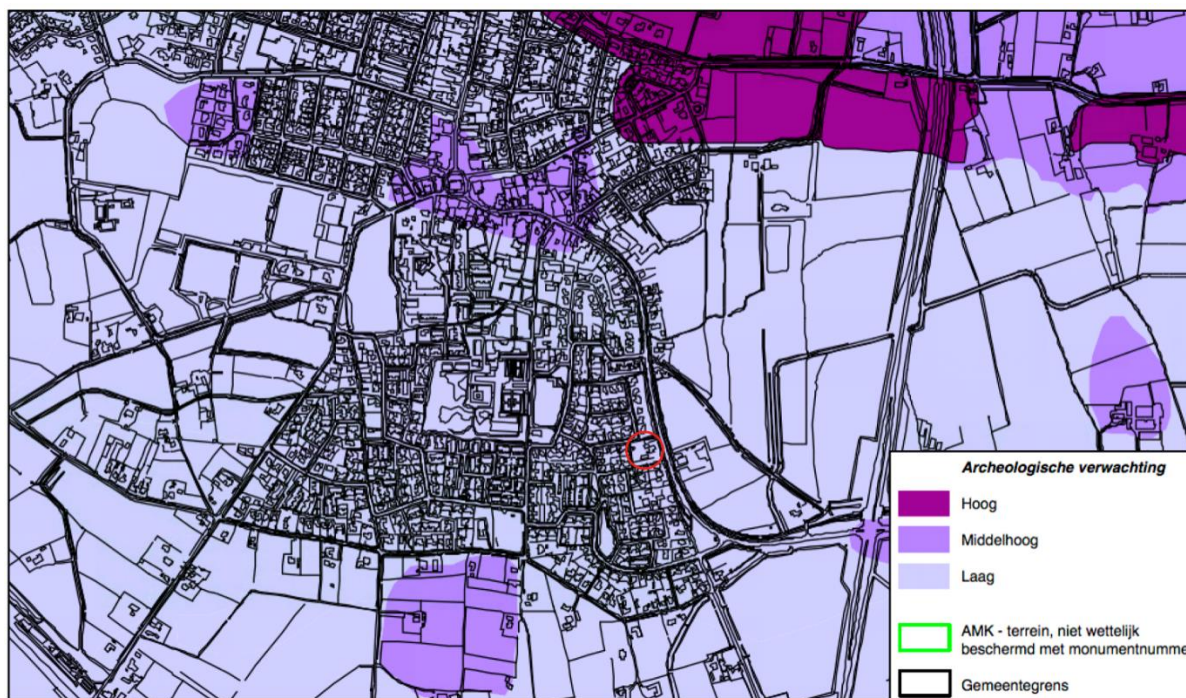 Archeologische verwachting
Hoog
Middelhoog
Laag
AMK - terrein, niet wettelijk
beschermd met monumentnumme
Gemeentegrens